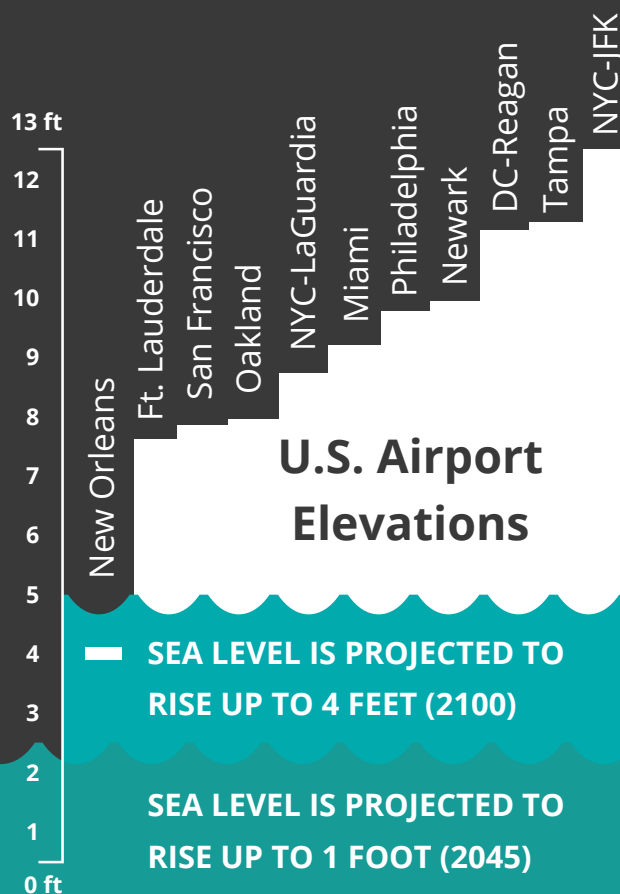 13 ft
12
11
10
9
8
7
6
5
4
3
2
1
0 ft
New Orleans
Ft. Lauderdale
San Francisco
Oakland
NYC-LaGuardia
Miami
Philadelphia
Newark
DC-Reagan
Tampa
NYC-JFK
U.S. Airport
Elevations
SEA LEVEL IS PROJECTED TO
RISE UP TO 4 FEET (2100)
SEA LEVEL IS PROJECTED TO
RISE UP TO 1 FOOT (2045)